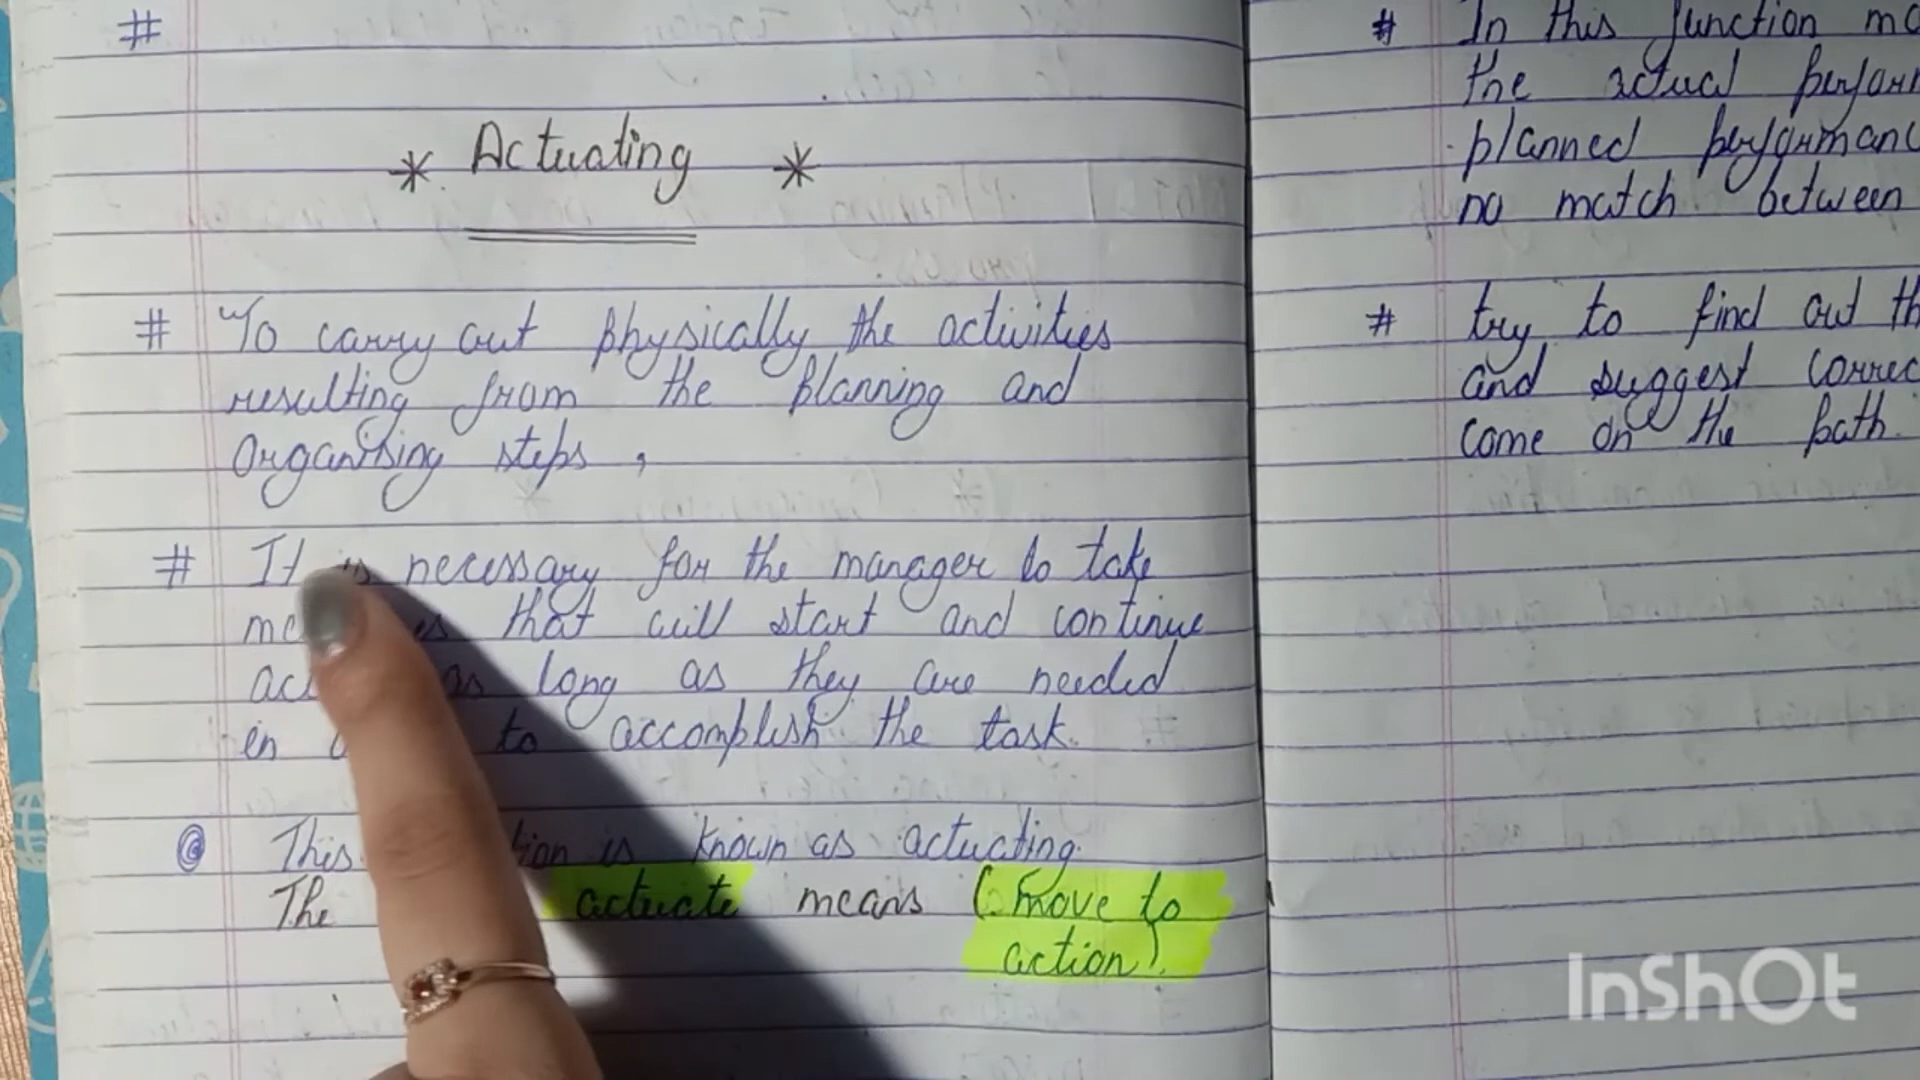 #
* Actuating *
# To carry out physically the activities
resulting from the planning and
organising steps,
# It is necessary for the manager to take
that will start and continue
as long as they are needed
in to accomplish the task.
This is known as actuating.
The actuate means (move to
action).
# In this function
the actual
planned
no match between
# try to find out
and suggest
come on the path.
InShOt